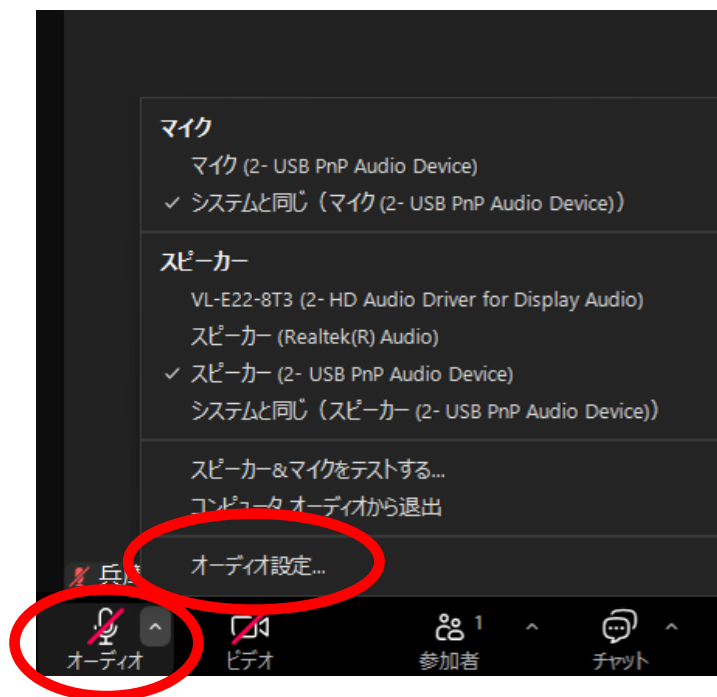 マイク
マイク (2- USB PnP Audio Device)
システムと同じ（マイク (2- USB PnP Audio Device)）
スピーカー
VL-E22-8T3 (2- HD Audio Driver for Display Audio)
スピーカー (Realtek(R) Audio)
スピーカー (2- USB PnP Audio Device)
システムと同じ（スピーカー (2- USB PnP Audio Device)）
スピーカー&マイクをテストする...
コンピュータ オーディオから退出
オーディオ設定...
兵庫
オーディオ
ビデオ
参加者 1
チャット